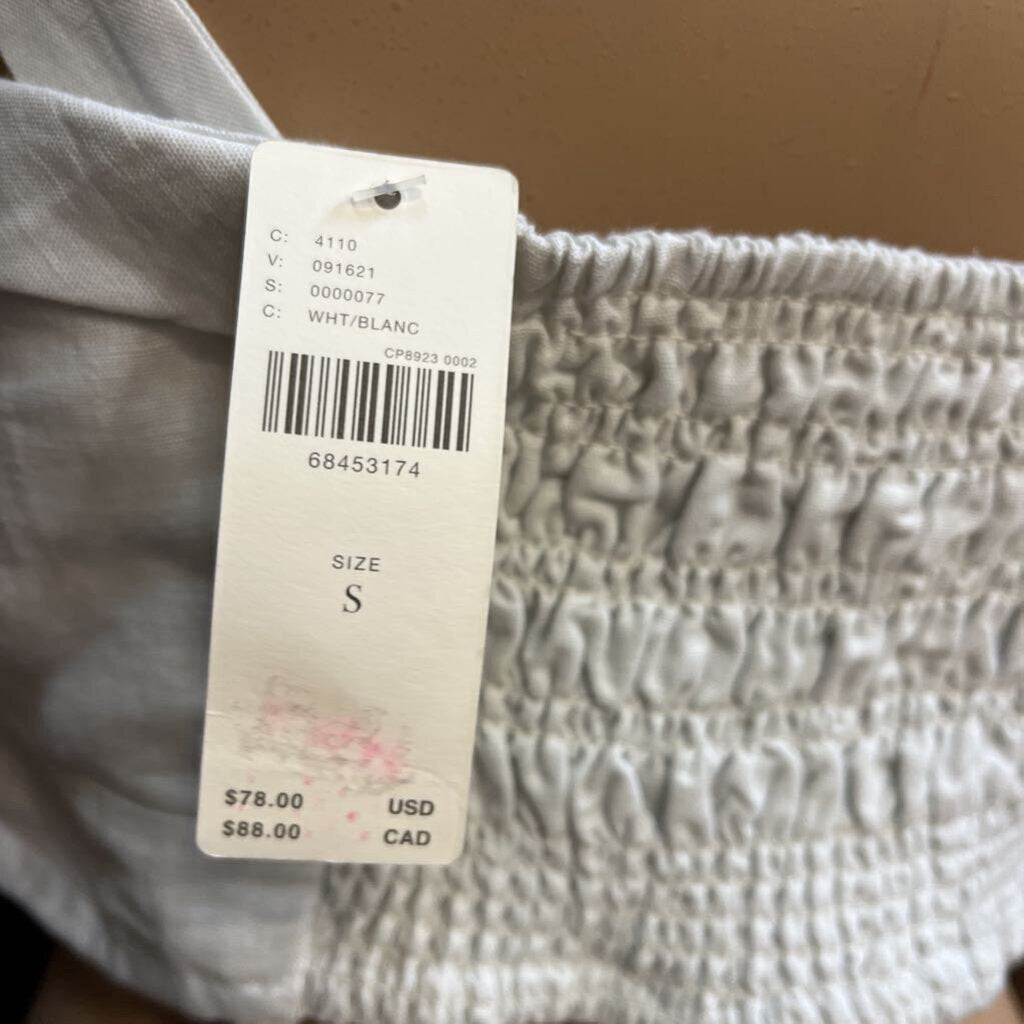 C: 4110
V: 091621
S: 0000077
C: WHT/BLANC
CP8923 0002
68453174
SIZE
S
$78.00 USD
$88.00 CAD